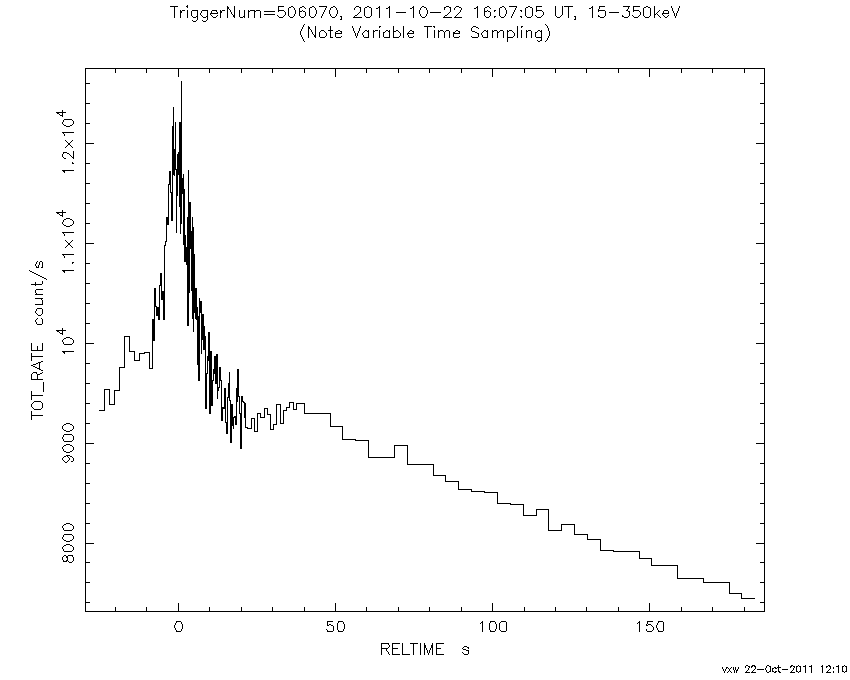 TriggerNum=506070, 2011-10-22 16:07:05 UT, 15-350keV
(Note Variable Time Sampling)
1.2×10⁴
1.1×10⁴
10⁴
9000
8000
TOT_RATE count/s
0 50 100 150
RELTIME s
vxw 22-Oct-2011 12:10